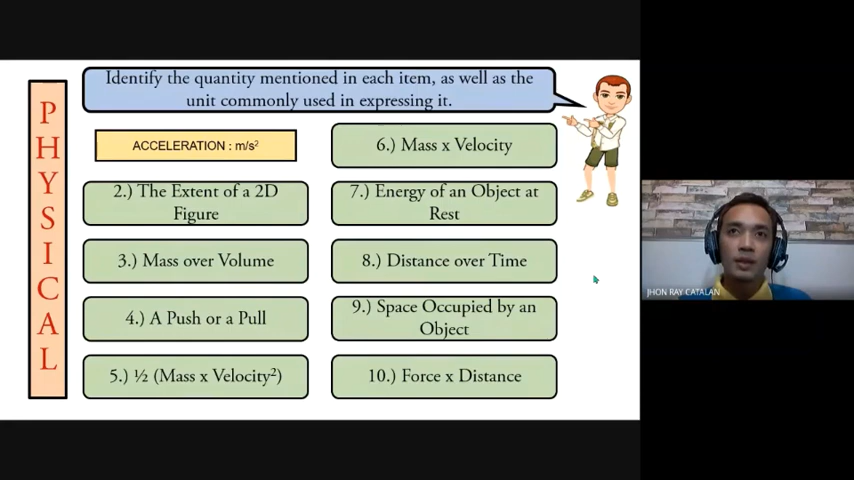 Identify the quantity mentioned in each item, as well as the
unit commonly used in expressing it.
PHYSICAL
ACCELERATION : m/s²
2.) The Extent of a 2D
Figure
3.) Mass over Volume
4.) A Push or a Pull
5.) ½ (Mass x Velocity²)
6.) Mass x Velocity
7.) Energy of an Object at
Rest
8.) Distance over Time
9.) Space Occupied by an
Object
10.) Force x Distance
JHON RAY CATALAN